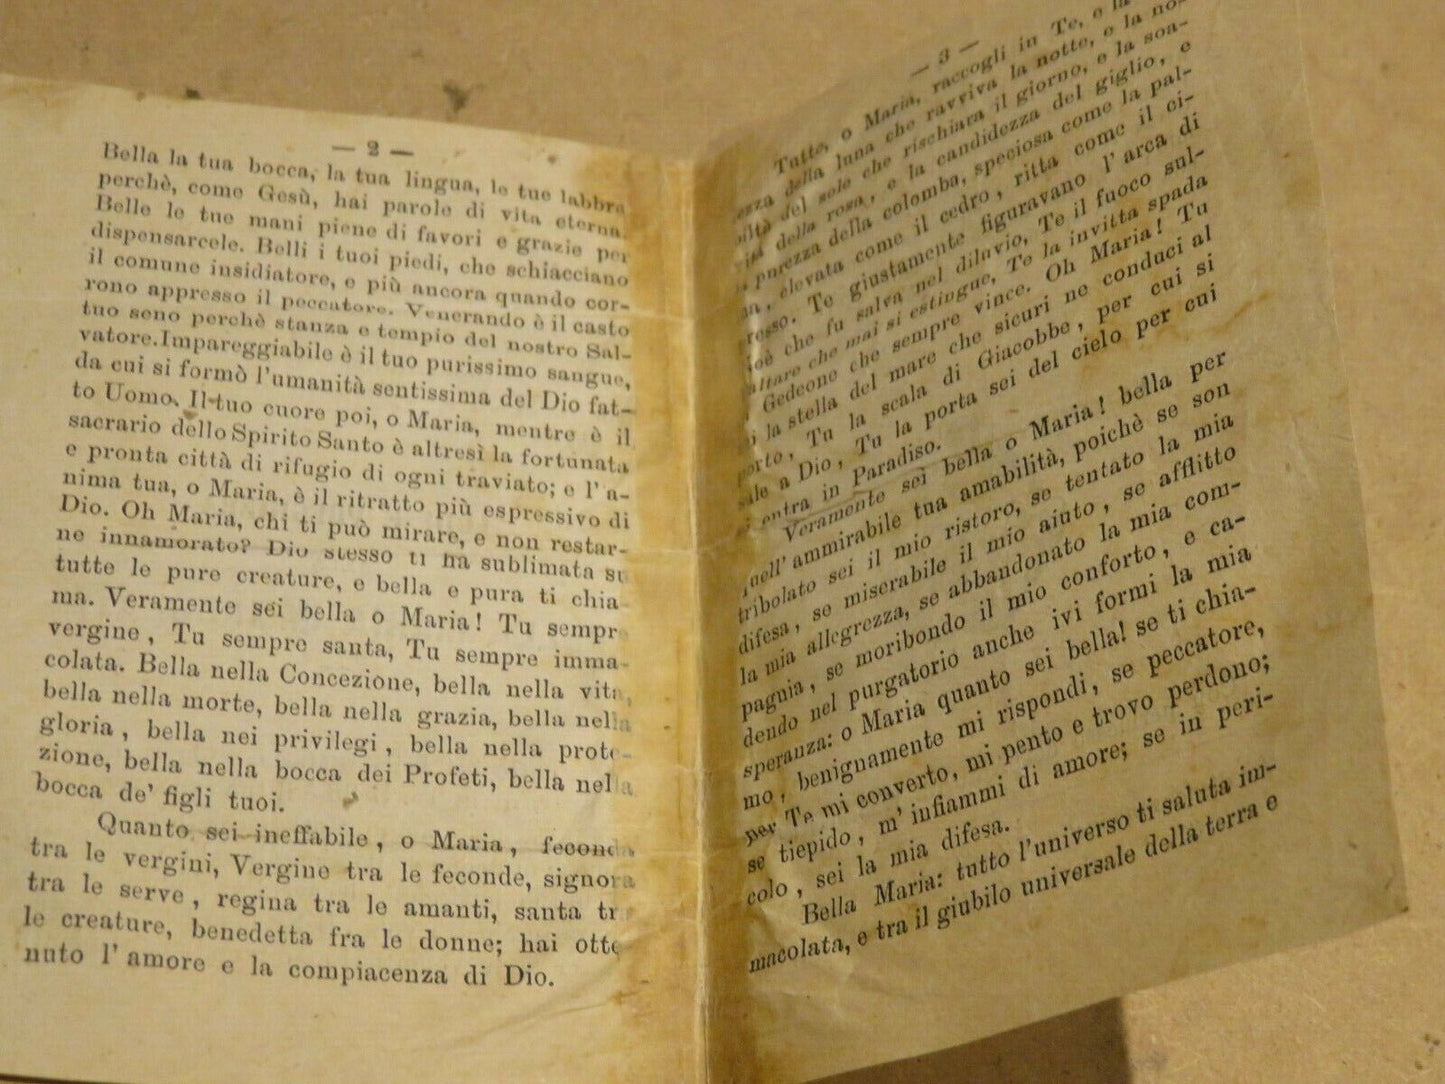 — 2 —
Bella la tua bocca, la tua lingua, le tue labbra
perchè, come Gesù, hai parole di vita eterna.
Belle le tue mani piene di favori e grazie per
dispensarcele. Belli i tuoi piedi, che schiacciano
il comune insidiatore, e più ancora quando cor-
rono appresso il peccatore. Venerando è il casto
tuo seno perchè stanza e tempio del nostro Sal-
vatore. Impareggiabile è il tuo purissimo sangue,
da cui si formò l'umanità sentissima del Dio fat-
to Uomo. Il tuo cuore poi, o Maria, mentre è il
sacrario dello Spirito Santo è altresì la fortunata
e pronta città di rifugio di ogni traviato; e l'a-
nima tua, o Maria, è il ritratto più espressivo di
Dio. Oh Maria, chi ti può mirare, e non restar-
ne innamorato? Dio stesso ti ha sublimata su
tutte le pure creature, e bella e pura ti chia
ma. Veramente sei bella o Maria! Tu sempr
vergine, Tu sempre santa, Tu sempre imma-
colata. Bella nella Concezione, bella nella vita,
bella nella morte, bella nella grazia, bella nella
gloria, bella nei privilegi, bella nella prote-
zione, bella nella bocca dei Profeti, bella nella
bocca de' figli tuoi.
Quanto sei ineffabile, o Maria, feconda
tra le vergini, Vergine tra le feconde, signora
tra le serve, regina tra le amanti, santa tra
le creature, benedetta fra le donne; hai otte
nuto l'amore e la compiacenza di Dio.
— 3 —
Tutte, o Maria, raccogli in Te, e la
ezza della luna che ravviva la notte, e la no-
biltà del sole che rischiara il giorno, e la soa-
vità della rosa, e la candidezza del giglio, e
purezza della colomba, speciosa come la pal-
ma, elevata come il cedro, ritta come il ci-
presso. Te giustamente figuravano l'arca di
Noè che fu salva nel diluvio, Te il fuoco sul-
l'altare che mai si estingue, Te la invitta spada
Gedeone che sempre vince. Oh Maria! Tu
la stella del mare che sicuri ne conduci al
porto, Tu la scala di Giacobbe, per cui si
sale a Dio, Tu la porta sei del cielo per cui
si entra in Paradiso.
Veramente sei bella o Maria! bella per
quell'ammirabile tua amabilità, poichè se son
tribolato sei il mio ristoro, se tentato la mia
difesa, se miserabile il mio aiuto, se afflitto
la mia allegrezza, se abbandonato la mia com-
pagnia, se moribondo il mio conforto, e ca-
dendo nel purgatorio anche ivi formi la mia
speranza: o Maria quanto sei bella! se ti chia-
mo, benignamente mi rispondi, se peccatore,
per Te mi converto, mi pento e trovo perdono;
se tiepido, m'infiammi di amore; se in peri-
colo, sei la mia difesa.
Bella Maria: tutto l'universo ti saluta im-
macolata, e tra il giubilo universale della terra e